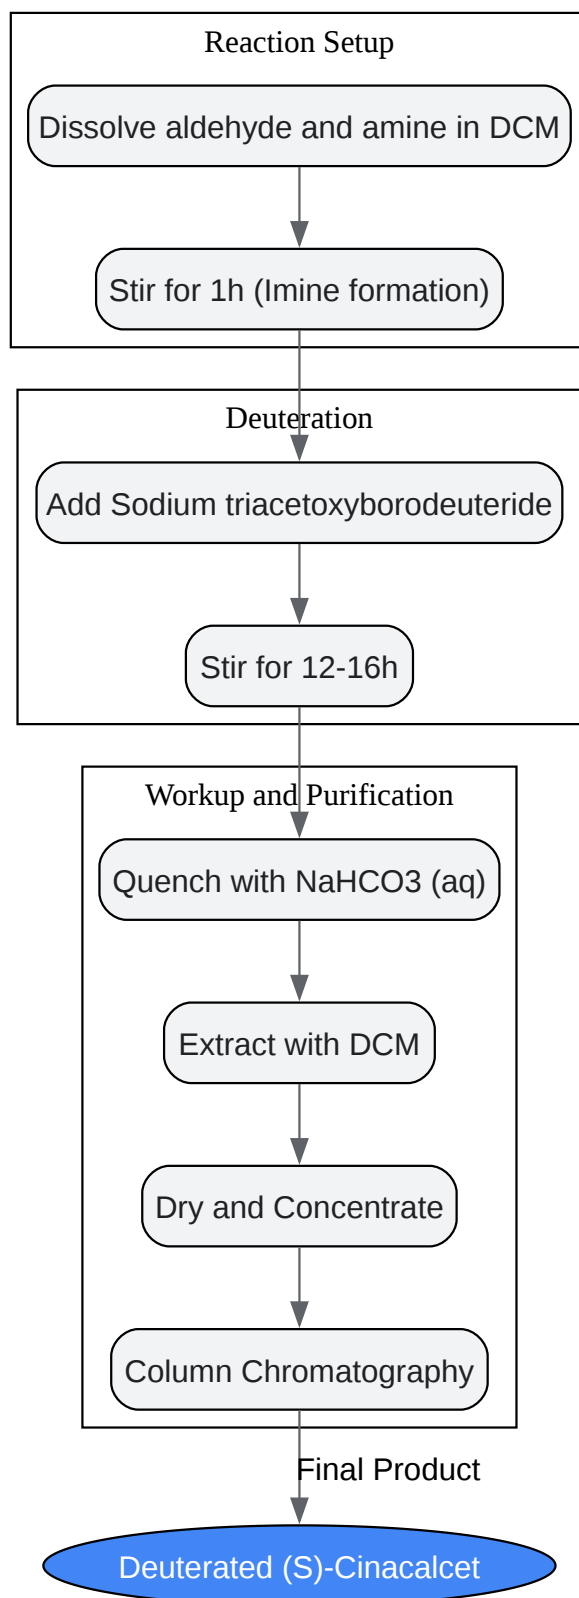 Reaction Setup
Dissolve aldehyde and amine in DCM
Stir for 1h (Imine formation)
Deuteration
Add Sodium triacetoxyborodeuteride
Stir for 12-16h
Workup and Purification
Quench with NaHCO3 (aq)
Extract with DCM
Dry and Concentrate
Column Chromatography
Final Product
Deuterated (S)-Cinacalcet